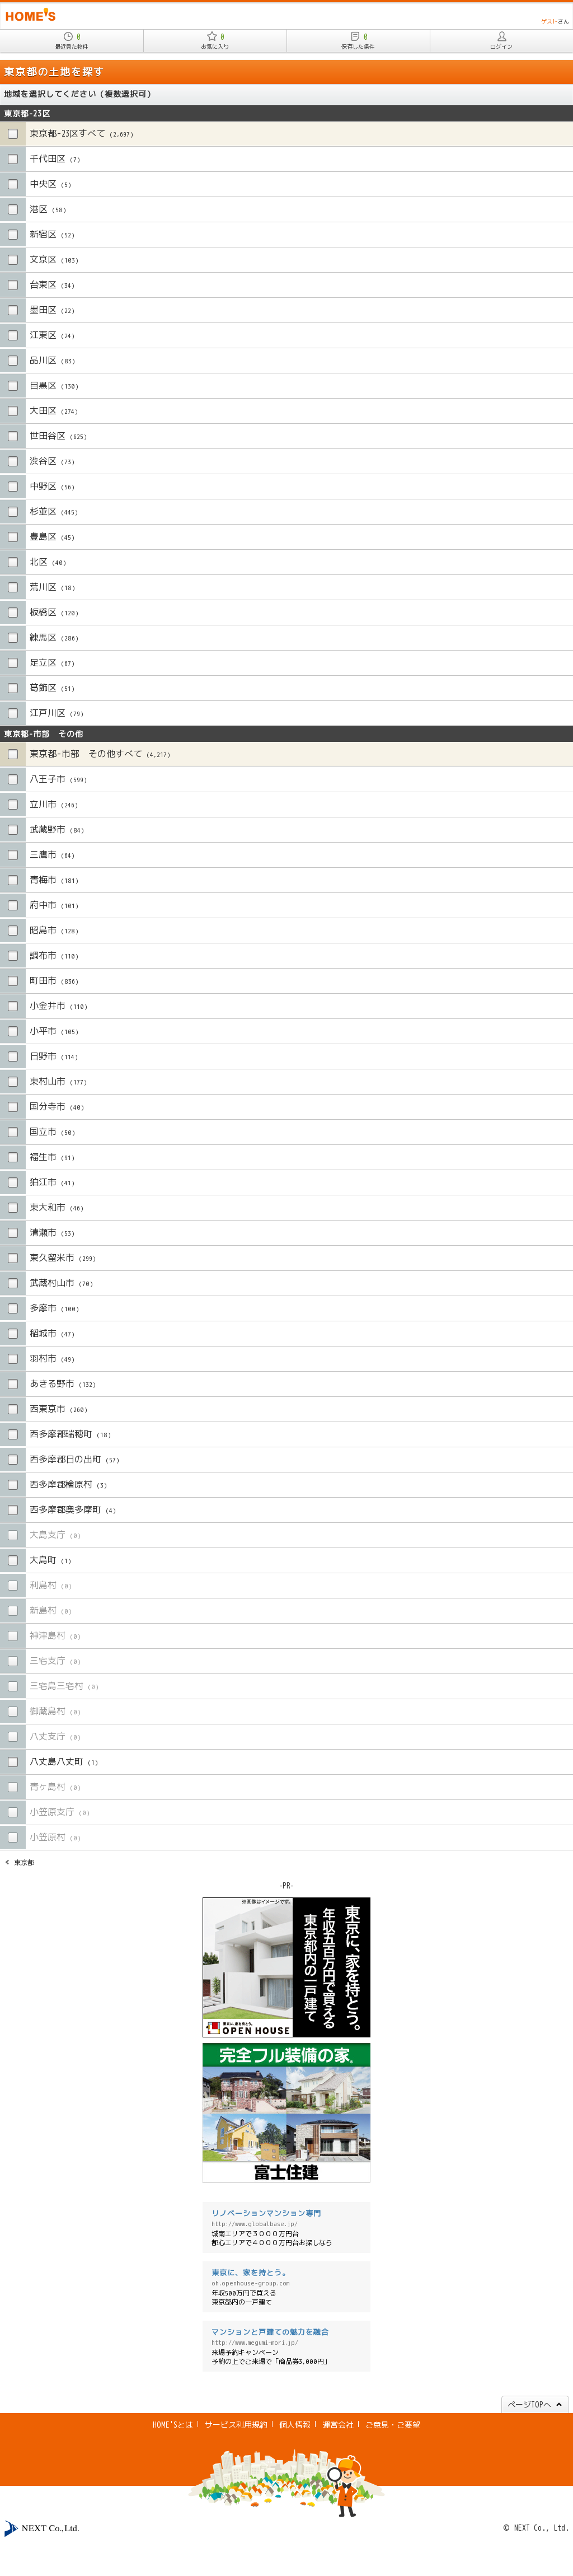 HOME'S
ゲストさん
0
最近見た物件
0
お気に入り
0
保存した条件
ログイン
東京都の土地を探す
地域を選択してください（複数選択可）
東京都-23区
東京都-23区すべて (2,697)
千代田区 (7)
中央区 (5)
港区 (58)
新宿区 (52)
文京区 (103)
台東区 (34)
墨田区 (22)
江東区 (24)
品川区 (83)
目黒区 (130)
大田区 (274)
世田谷区 (625)
渋谷区 (73)
中野区 (56)
杉並区 (445)
豊島区 (45)
北区 (40)
荒川区 (18)
板橋区 (120)
練馬区 (286)
足立区 (67)
葛飾区 (51)
江戸川区 (79)
東京都-市部　その他
東京都-市部　その他すべて (4,217)
八王子市 (599)
立川市 (246)
武蔵野市 (84)
三鷹市 (64)
青梅市 (181)
府中市 (101)
昭島市 (128)
調布市 (110)
町田市 (836)
小金井市 (110)
小平市 (105)
日野市 (114)
東村山市 (177)
国分寺市 (40)
国立市 (50)
福生市 (91)
狛江市 (41)
東大和市 (46)
清瀬市 (53)
東久留米市 (299)
武蔵村山市 (70)
多摩市 (100)
稲城市 (47)
羽村市 (49)
あきる野市 (132)
西東京市 (260)
西多摩郡瑞穂町 (18)
西多摩郡日の出町 (57)
西多摩郡檜原村 (3)
西多摩郡奥多摩町 (4)
大島支庁 (0)
大島町 (1)
利島村 (0)
新島村 (0)
神津島村 (0)
三宅支庁 (0)
三宅島三宅村 (0)
御蔵島村 (0)
八丈支庁 (0)
八丈島八丈町 (1)
青ヶ島村 (0)
小笠原支庁 (0)
小笠原村 (0)
東京都
-PR-
※画像はイメージです。
東京に、家を持とう。
年収五百万円で買える
東京都内の一戸建て
東京に、家を持とう。
OPEN HOUSE
完全フル装備の家®
富士住建
リノベーションマンション専門
http://www.globalbase.jp/
城南エリアで３０００万円台
都心エリアで４０００万円台お探しなら
東京に、家を持とう。
oh.openhouse-group.com
年収500万円で買える
東京都内の一戸建て
マンションと戸建ての魅力を融合
http://www.megumi-mori.jp/
来場予約キャンペーン
予約の上でご来場で「商品券3,000円」
ページTOPへ
HOME'Sとは | サービス利用規約 | 個人情報 | 運営会社 | ご意見・ご要望
NEXT Co., Ltd.
© NEXT Co., Ltd.